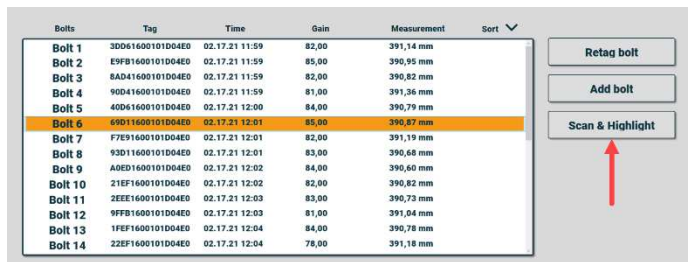 Bolts Tag Time Gain Measurement Sort
Bolt 1 3DD61600101D04E0 02.17.21 11:59 82,00 391,14 mm
Bolt 2 E9FB1600101D04E0 02.17.21 11:59 85,00 390,95 mm
Bolt 3 8AD41600101D04E0 02.17.21 11:59 82,00 390,82 mm
Bolt 4 90D41600101D04E0 02.17.21 11:59 81,00 391,36 mm
Bolt 5 40D61600101D04E0 02.17.21 12:00 84,00 390,79 mm
Bolt 6 69D11600101D04E0 02.17.21 12:01 85,00 390,87 mm
Bolt 7 F7E91600101D04E0 02.17.21 12:01 82,00 391,19 mm
Bolt 8 93D11600101D04E0 02.17.21 12:01 83,00 390,68 mm
Bolt 9 A0ED1600101D04E0 02.17.21 12:02 84,00 390,60 mm
Bolt 10 21EF1600101D04E0 02.17.21 12:02 82,00 390,82 mm
Bolt 11 2EEE1600101D04E0 02.17.21 12:03 83,00 390,73 mm
Bolt 12 9FFB1600101D04E0 02.17.21 12:03 81,00 391,04 mm
Bolt 13 1FEF1600101D04E0 02.17.21 12:04 84,00 390,78 mm
Bolt 14 22EF1600101D04E0 02.17.21 12:04 78,00 391,18 mm
Retag bolt
Add bolt
Scan & Highlight